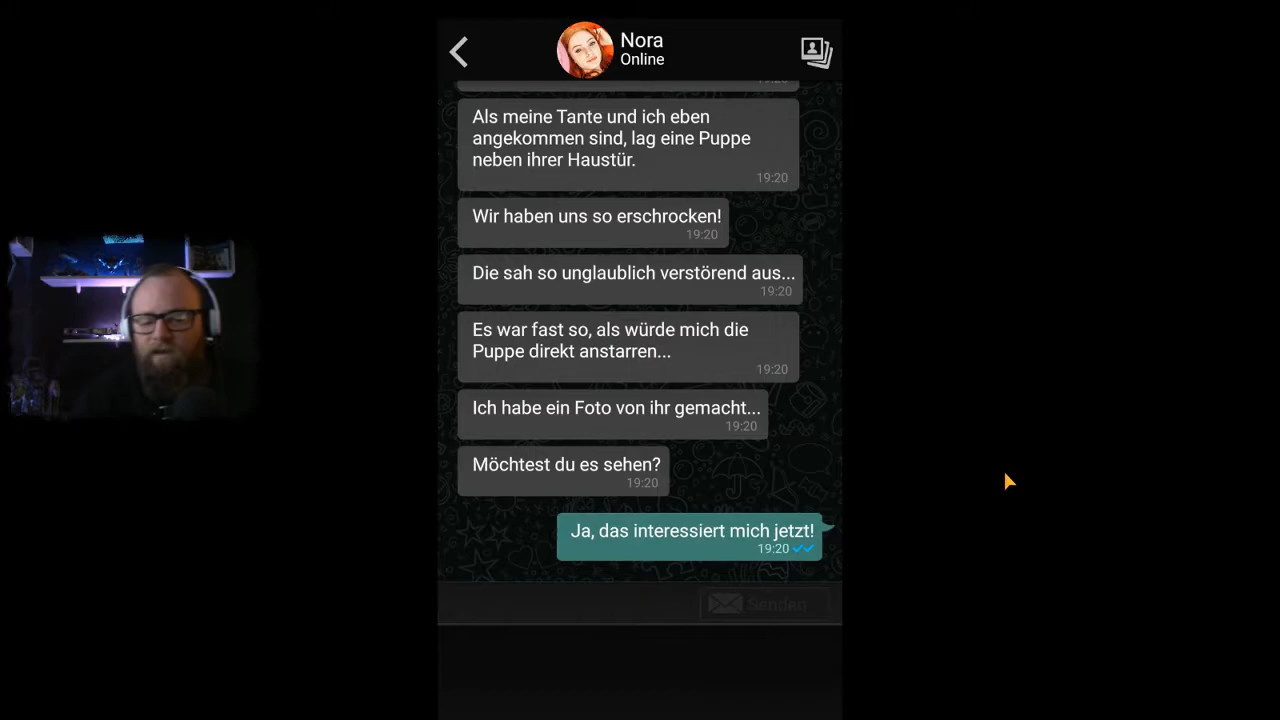 Nora
Online
19:20
Als meine Tante und ich eben
angekommen sind, lag eine Puppe
neben ihrer Haustür.
19:20
Wir haben uns so erschrocken!
19:20
Die sah so unglaublich verstörend aus...
19:20
Es war fast so, als würde mich die
Puppe direkt anstarren...
19:20
Ich habe ein Foto von ihr gemacht...
19:20
Möchtest du es sehen?
19:20
Ja, das interessiert mich jetzt!
19:20
Senden